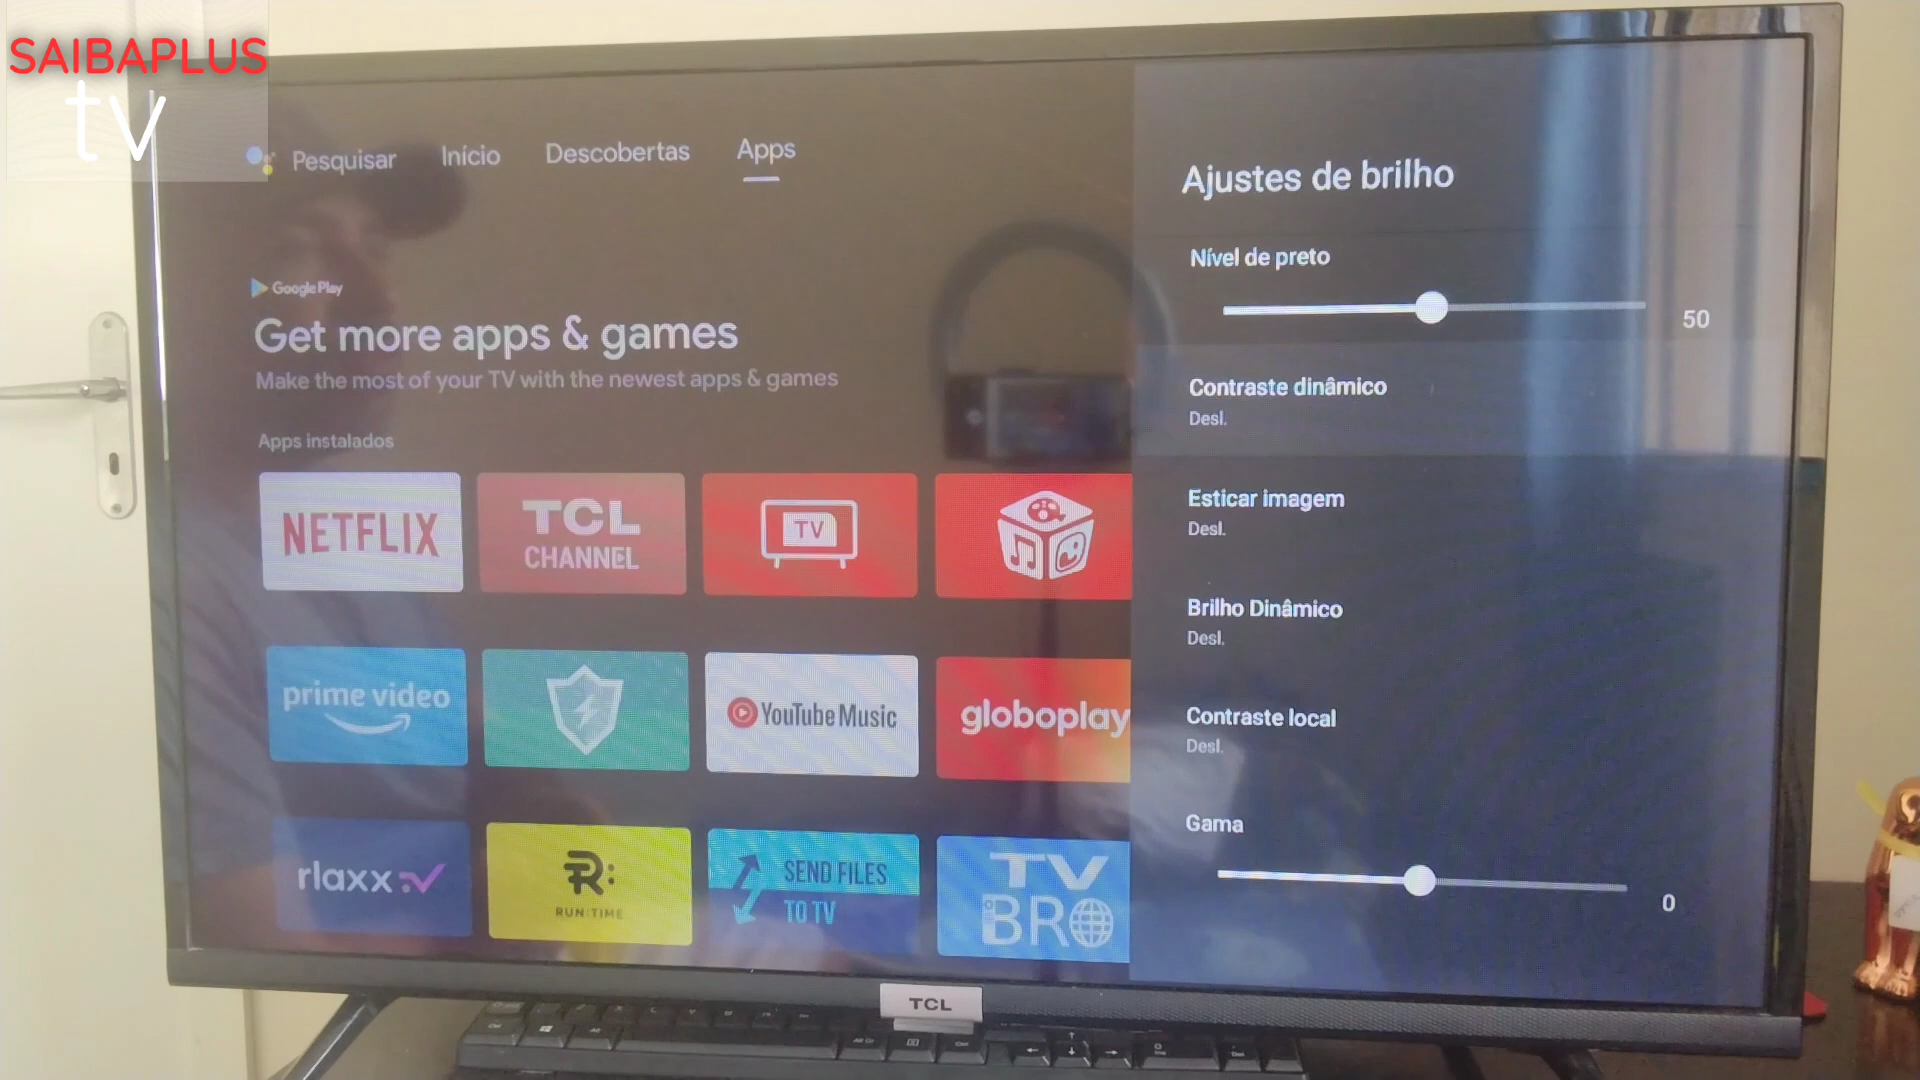 SAIBAPLUS
tv
Pesquisar Início Descobertas Apps
Google Play
Get more apps & games
Make the most of your TV with the newest apps & games
Apps instalados
NETFLIX
TCL
CHANNEL
TV
prime video
YouTube Music
globoplay
rlaxx
R:
RUN:TIME
SEND FILES
TO TV
TV
BRO
Ajustes de brilho
Nível de preto
50
Contraste dinâmico
Desl.
Esticar imagem
Desl.
Brilho Dinâmico
Desl.
Contraste local
Desl.
Gama
0
TCL